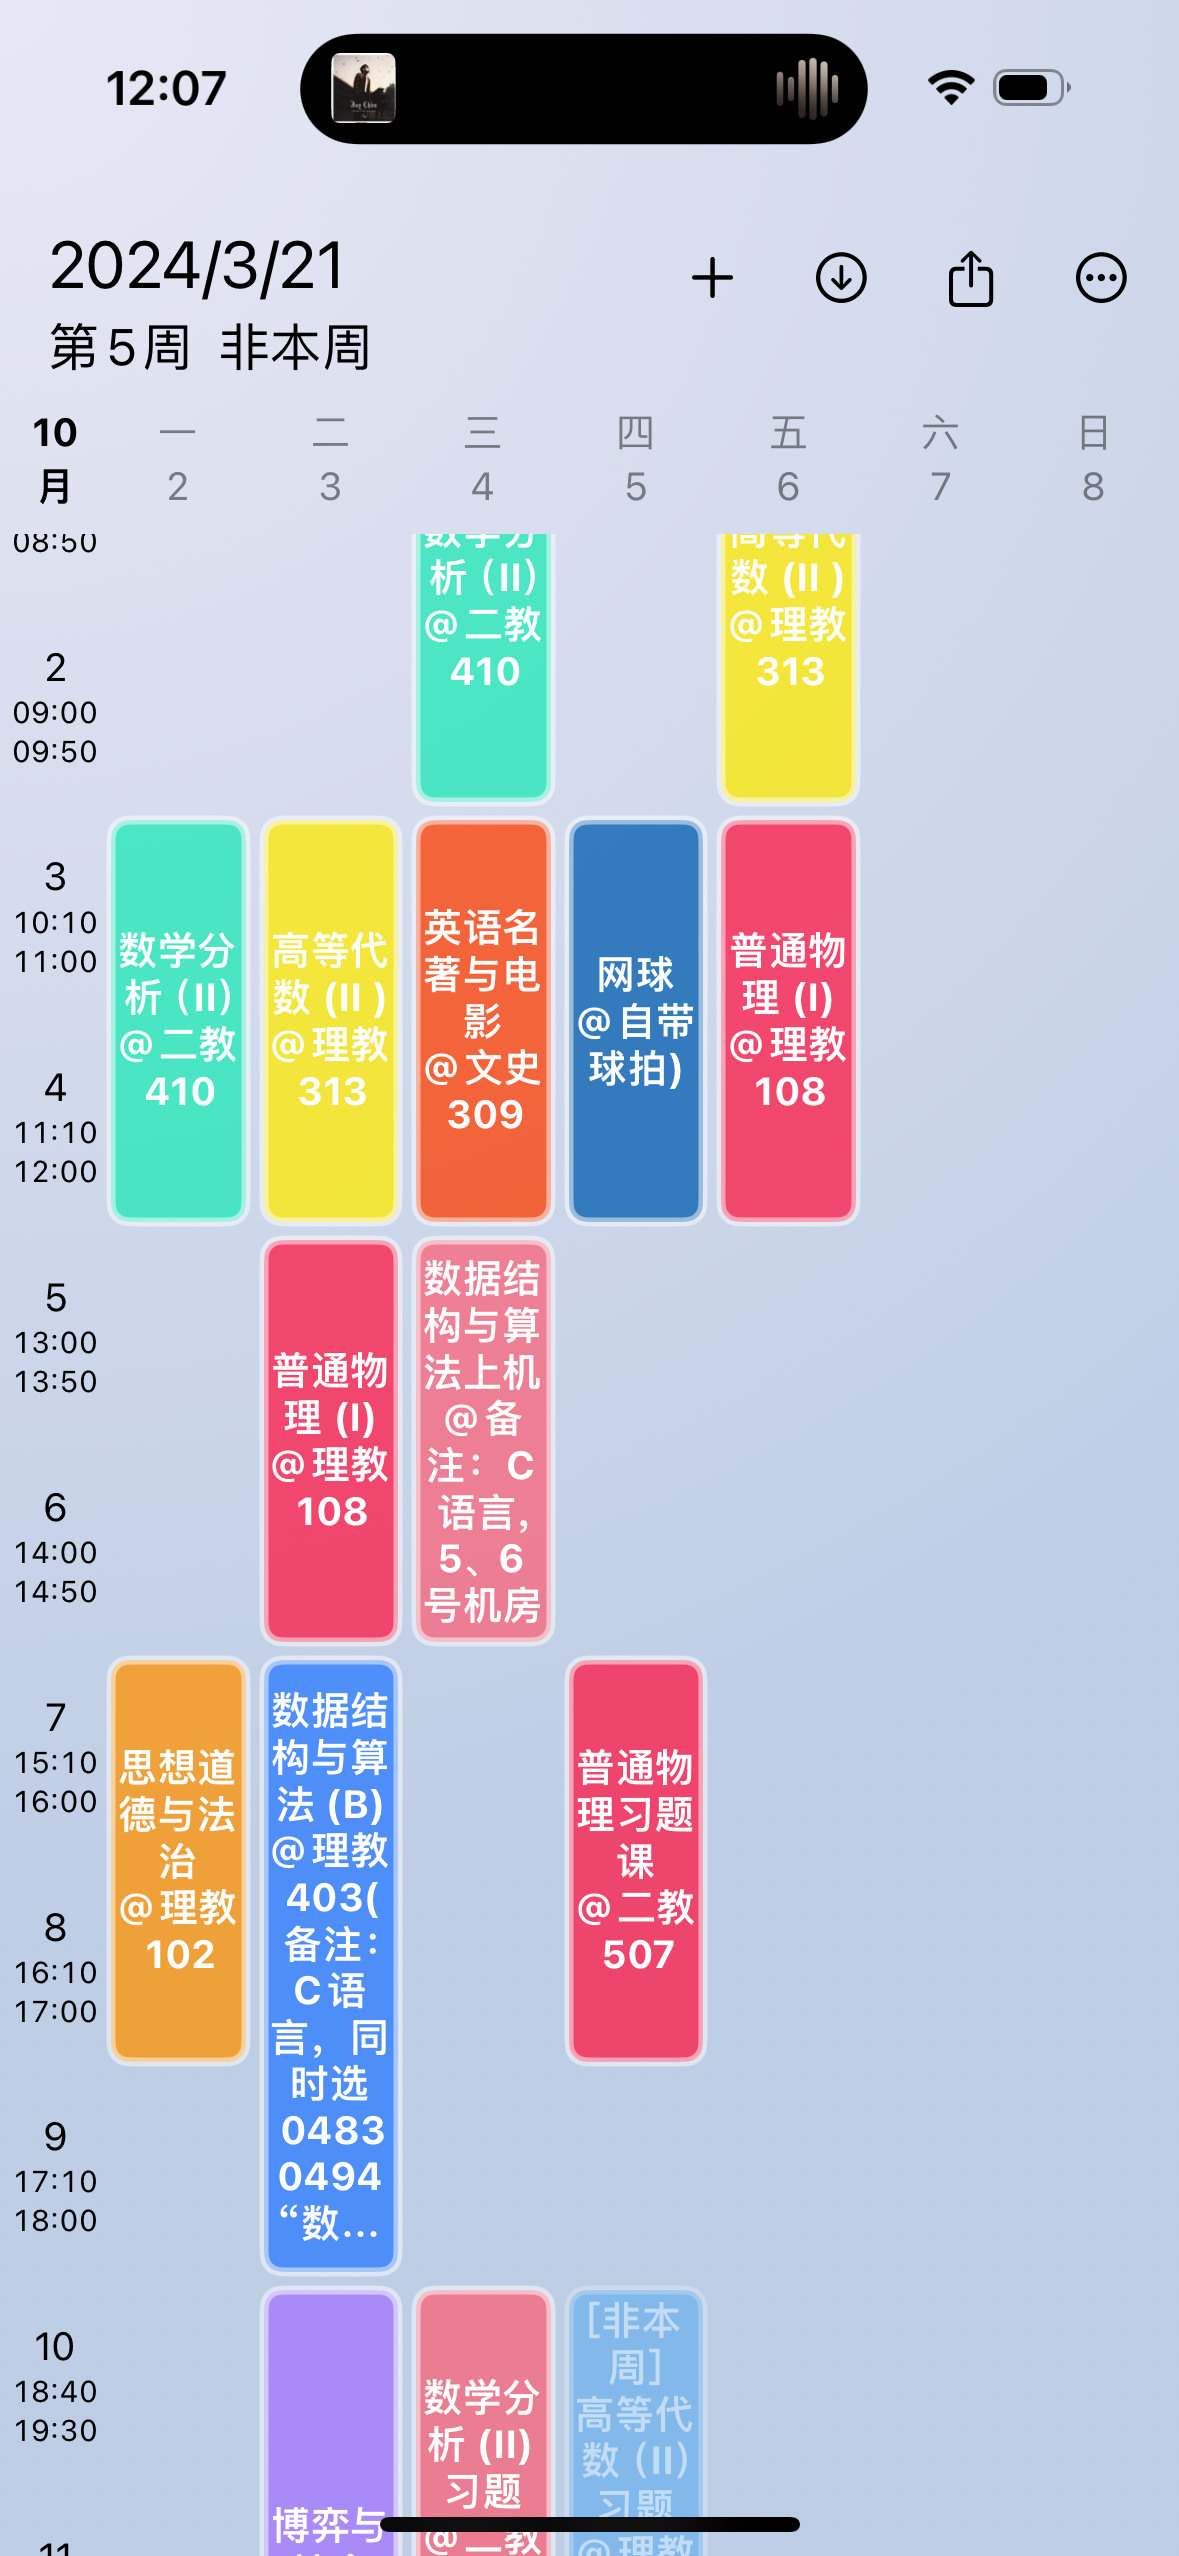 12:07
2024/3/21
第5周 非本周
10
月
一
2
二
3
三
4
四
5
五
6
六
7
日
8
08:50
数学分
析 (II)
@二教
410
高等代
数 (II )
@理教
313
2
09:00
09:50
3
10:10
11:00
4
11:10
12:00
数学分
析 (II)
@二教
410
高等代
数 (II )
@理教
313
英语名
著与电
影
@文史
309
网球
@自带
球拍)
普通物
理 (I)
@理教
108
5
13:00
13:50
6
14:00
14:50
普通物
理 (I)
@理教
108
数据结
构与算
法上机
@备
注：C
语言，
5、6
号机房
7
15:10
16:00
8
16:10
17:00
9
17:10
18:00
思想道
德与法
治
@理教
102
数据结
构与算
法 (B)
@理教
403(
备注：
C语
言，同
时选
0483
0494
“数...
普通物
理习题
课
@二教
507
10
18:40
19:30
11
博弈与
数学分
析 (II)
习题
@二教
[非本
周]
高等代
数 (II)
习题
@理教